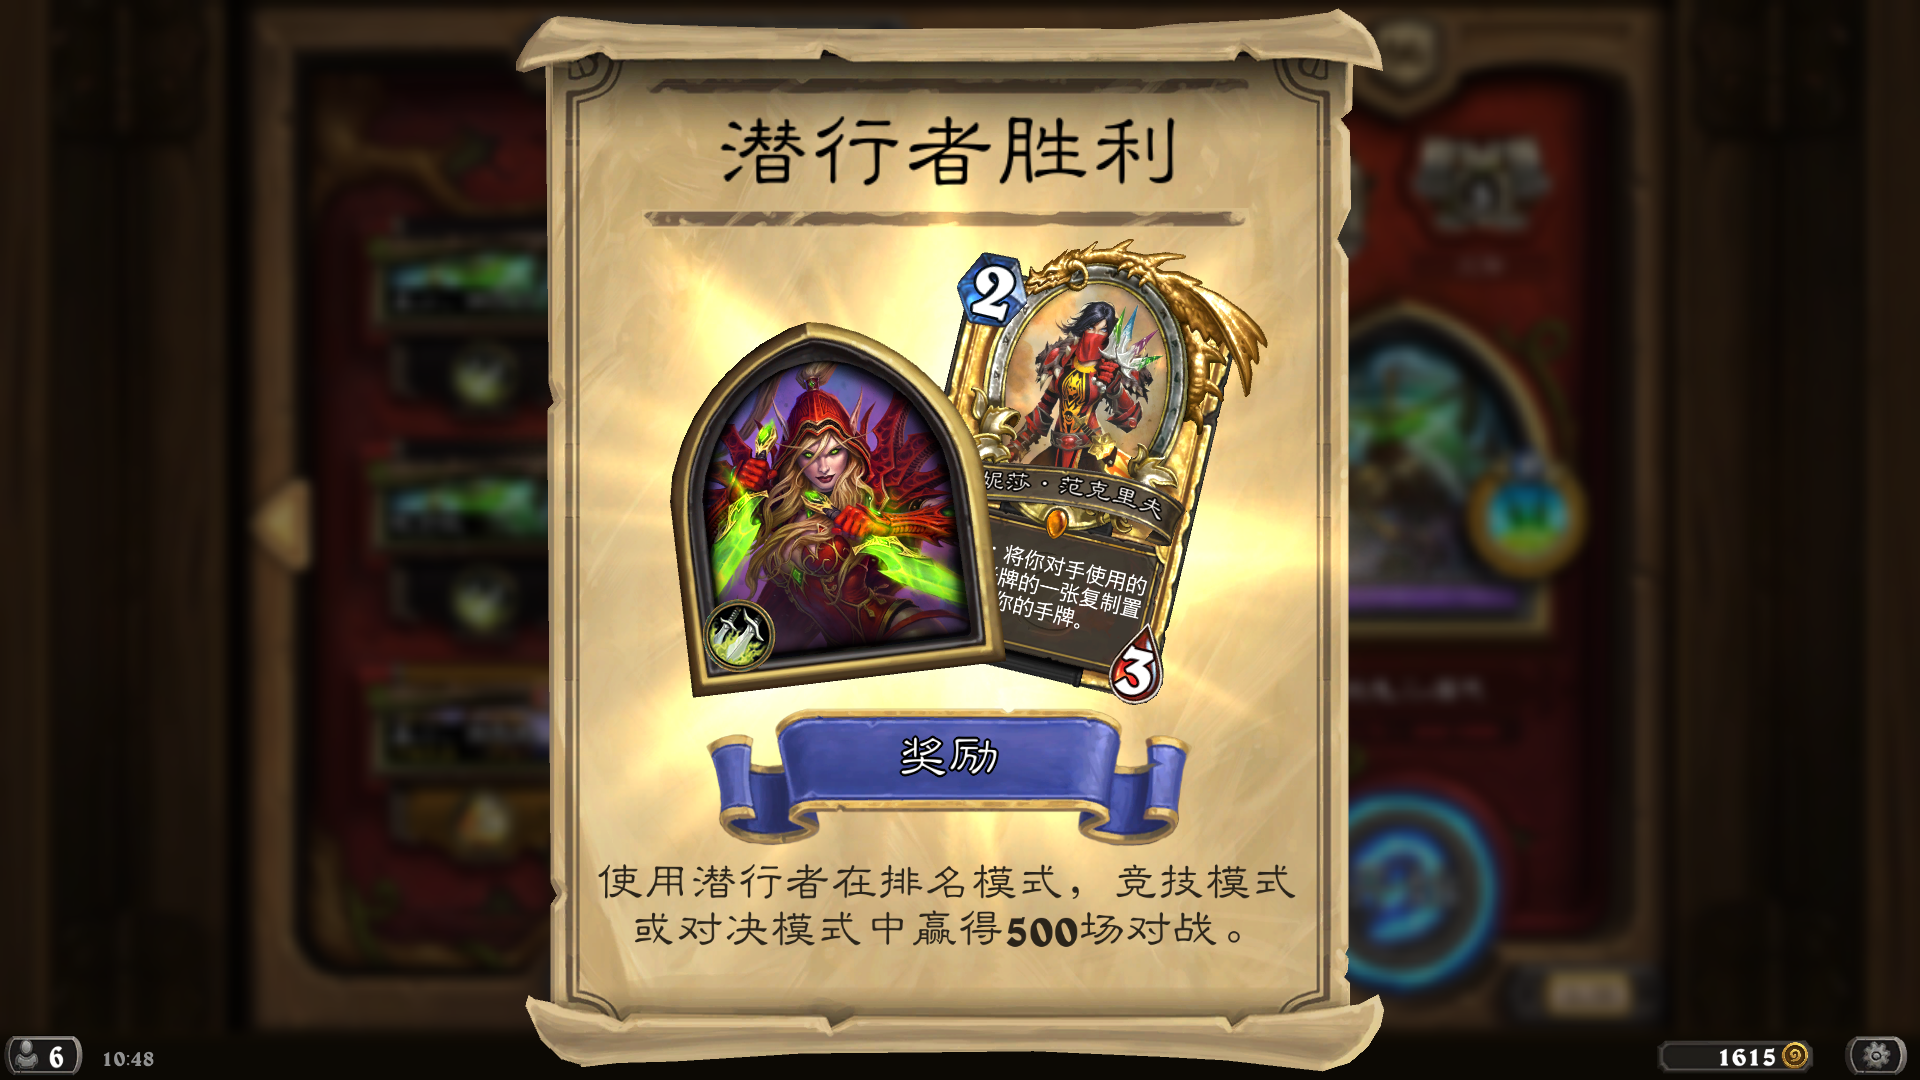 潜行者胜利
2
妮莎·范克里夫
将你对手使用的
牌的一张复制置
你的手牌。
3
奖励
使用潜行者在排名模式，竞技模式
或对决模式中赢得500场对战。
6
10:48
1615